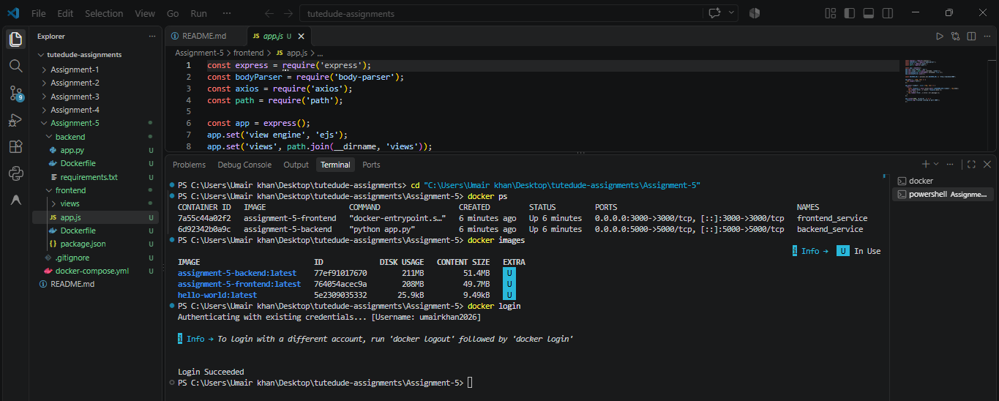 File Edit Selection View Go Run ··· tutedude-assignments
Explorer ···
tutedude-assignments
Assignment-1
Assignment-2
Assignment-3
Assignment-4
Assignment-5
backend
app.py U
Dockerfile U
requirements.txt U
frontend
views
JS app.js U
Dockerfile U
{} package.json U
.gitignore U
docker-compose.yml U
README.md
9
README.md JS app.js U
Assignment-5 > frontend > JS app.js > ...
1 const express = require('express');
2 const bodyParser = require('body-parser');
3 const axios = require('axios');
4 const path = require('path');
5
6 const app = express();
7 app.set('view engine', 'ejs');
8 app.set('views', path.join(__dirname, 'views'));
Problems Debug Console Output Terminal Ports
docker
powershell Assignme...
PS C:\Users\Umair khan\Desktop\tutedude-assignments> cd "C:\Users\Umair khan\Desktop\tutedude-assignments\Assignment-5"
PS C:\Users\Umair khan\Desktop\tutedude-assignments\Assignment-5> docker ps
CONTAINER ID IMAGE COMMAND CREATED STATUS PORTS NAMES
7a55c44a02f2 assignment-5-frontend "docker-entrypoint.s…" 6 minutes ago Up 6 minutes 0.0.0.0:3000->3000/tcp, [::]:3000->3000/tcp frontend_service
6d92342b0a9c assignment-5-backend "python app.py" 6 minutes ago Up 6 minutes 0.0.0.0:5000->5000/tcp, [::]:5000->5000/tcp backend_service
PS C:\Users\Umair khan\Desktop\tutedude-assignments\Assignment-5> docker images
i Info → U In Use
IMAGE ID DISK USAGE CONTENT SIZE EXTRA
assignment-5-backend:latest 77ef91017670 211MB 51.4MB U
assignment-5-frontend:latest 764054acec9a 208MB 49.7MB U
hello-world:latest 5e2309035332 25.9kB 9.49kB U
PS C:\Users\Umair khan\Desktop\tutedude-assignments\Assignment-5> docker login
Authenticating with existing credentials... [Username: umairkhan2026]
i Info → To login with a different account, run 'docker logout' followed by 'docker login'
Login Succeeded
PS C:\Users\Umair khan\Desktop\tutedude-assignments\Assignment-5>